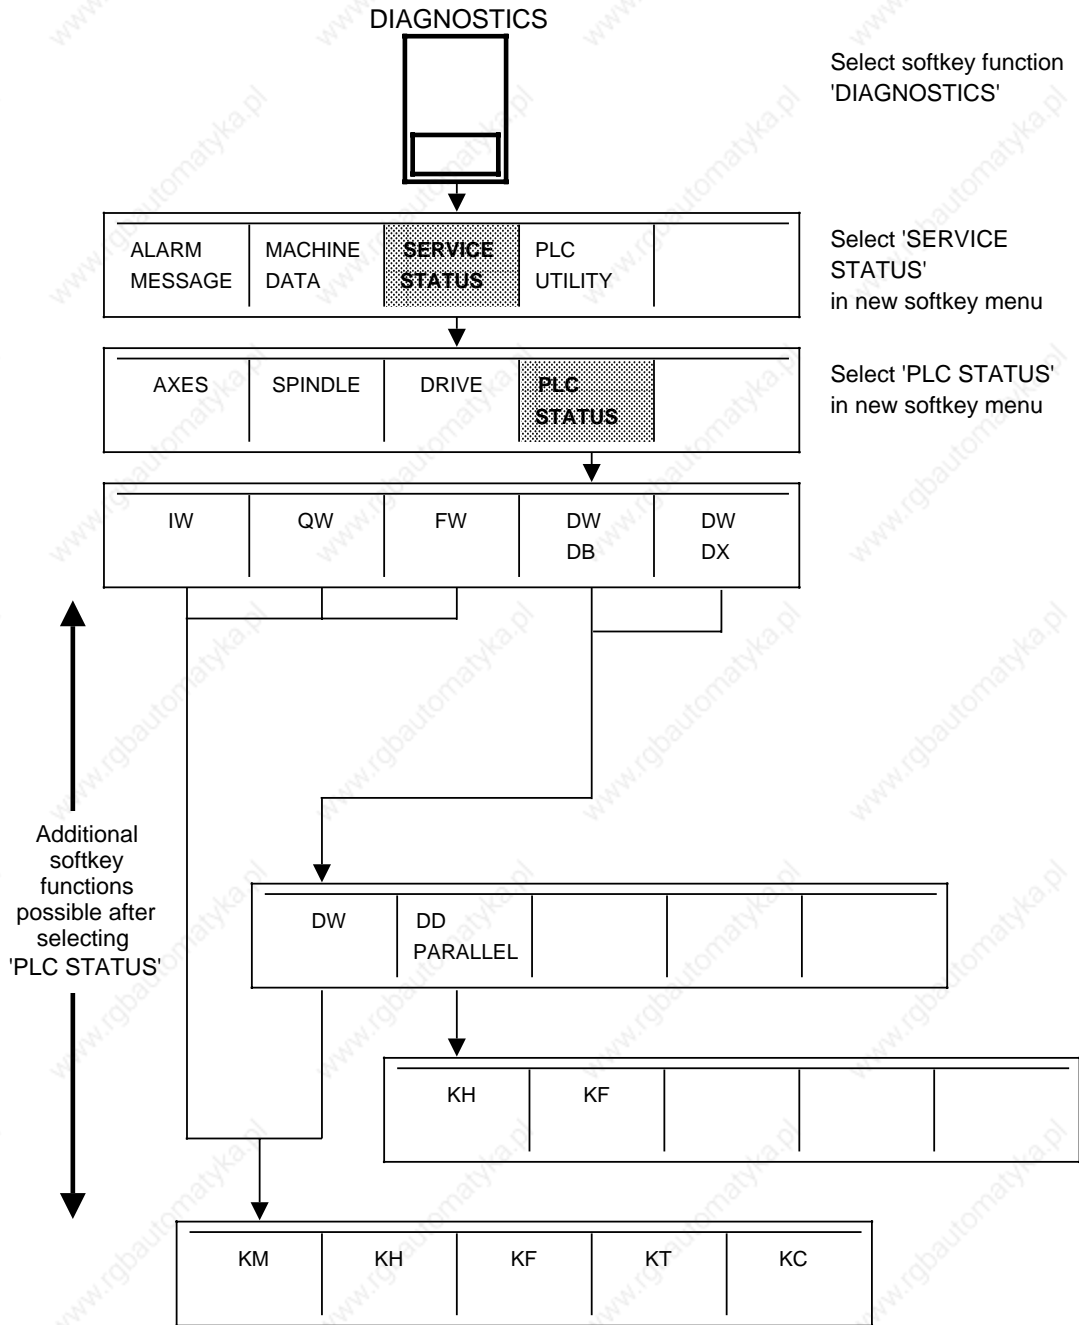 DIAGNOSTICS
Select softkey function
'DIAGNOSTICS'
ALARM
MESSAGE
MACHINE
DATA
SERVICE
STATUS
PLC
UTILITY
Select 'SERVICE
STATUS'
in new softkey menu
AXES
SPINDLE
DRIVE
PLC
STATUS
Select 'PLC STATUS'
in new softkey menu
IW
QW
FW
DW
DB
DW
DX
Additional
softkey
functions
possible after
selecting
'PLC STATUS'
DW
DD
PARALLEL
KH
KF
KM
KH
KF
KT
KC
www.rgbautomatyka.pl